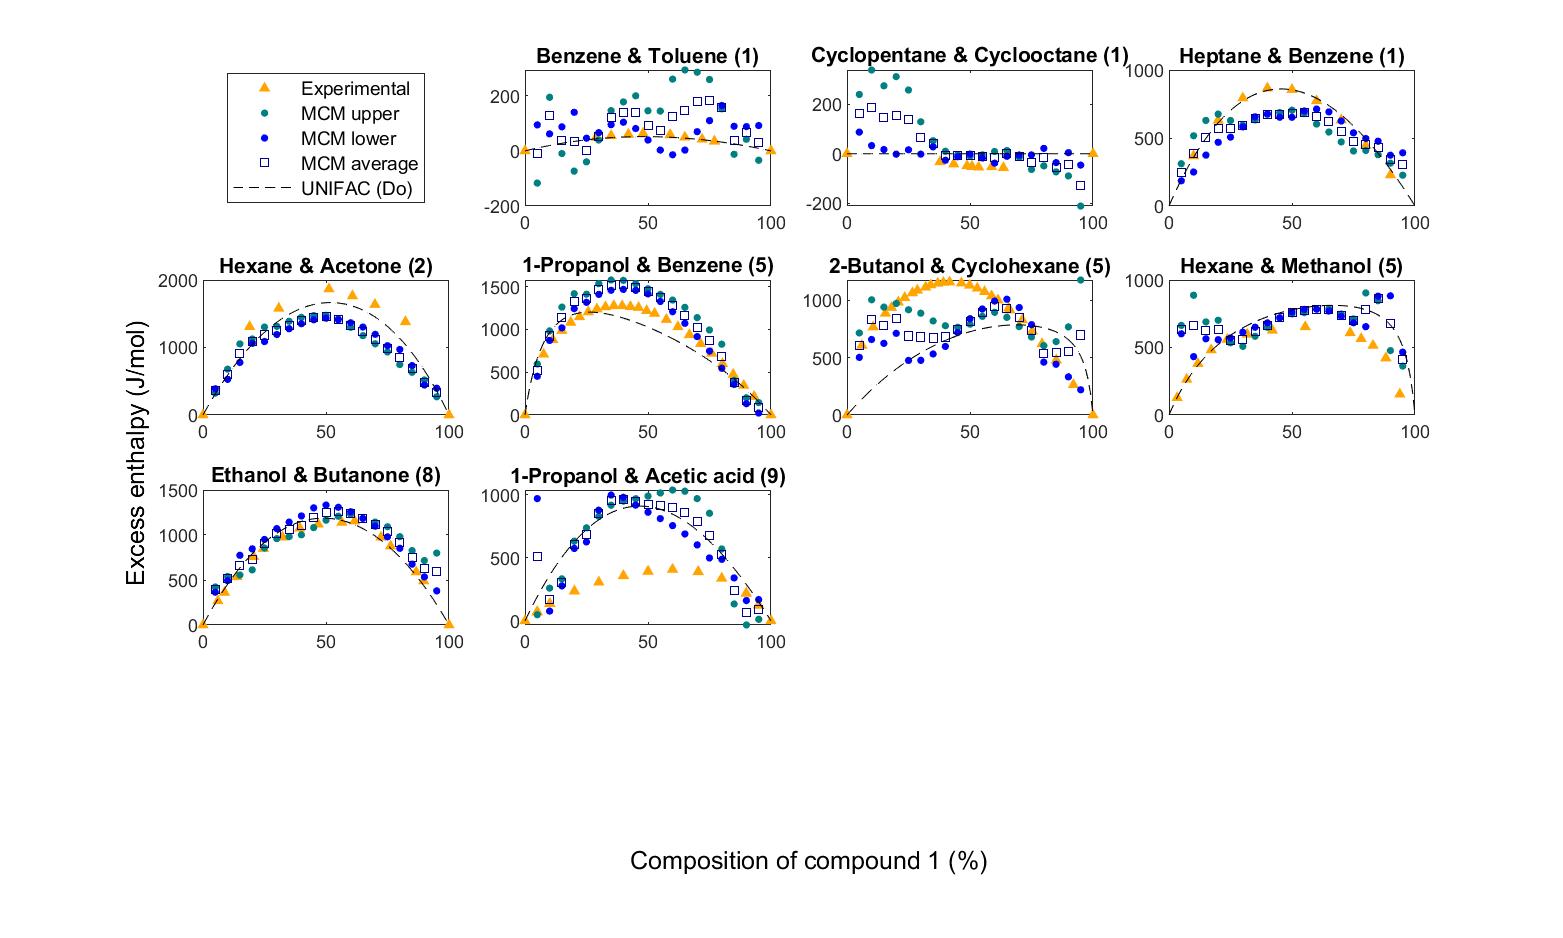 Experimental
MCM upper
MCM lower
MCM average
UNIFAC (Do)
Benzene & Toluene (1)
200
0
-200
0 50 100
Cyclopentane & Cyclooctane (1)
200
0
-200
0 50 100
Heptane & Benzene (1)
1000
500
0
0 50 100
Hexane & Acetone (2)
2000
1000
0
0 50 100
1-Propanol & Benzene (5)
1500
1000
500
0
0 50 100
2-Butanol & Cyclohexane (5)
1000
500
0
0 50 100
Hexane & Methanol (5)
1000
500
0
0 50 100
Ethanol & Butanone (8)
1500
1000
500
0
0 50 100
1-Propanol & Acetic acid (9)
1000
500
0
0 50 100
Excess enthalpy (J/mol)
Composition of compound 1 (%)